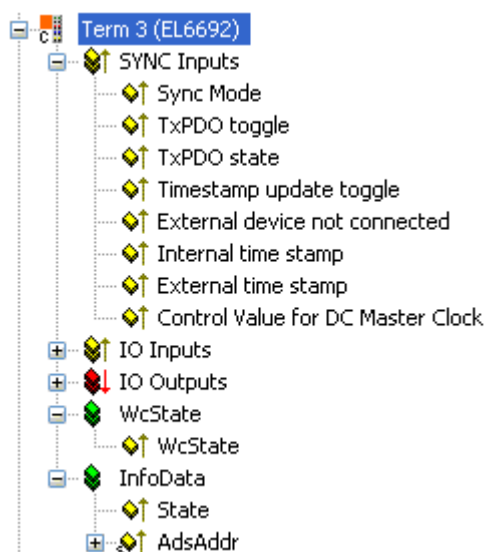 Term 3 (EL6692)
SYNC Inputs
Sync Mode
TxPDO toggle
TxPDO state
Timestamp update toggle
External device not connected
Internal time stamp
External time stamp
Control Value for DC Master Clock
IO Inputs
IO Outputs
WcState
WcState
InfoData
State
AdsAddr